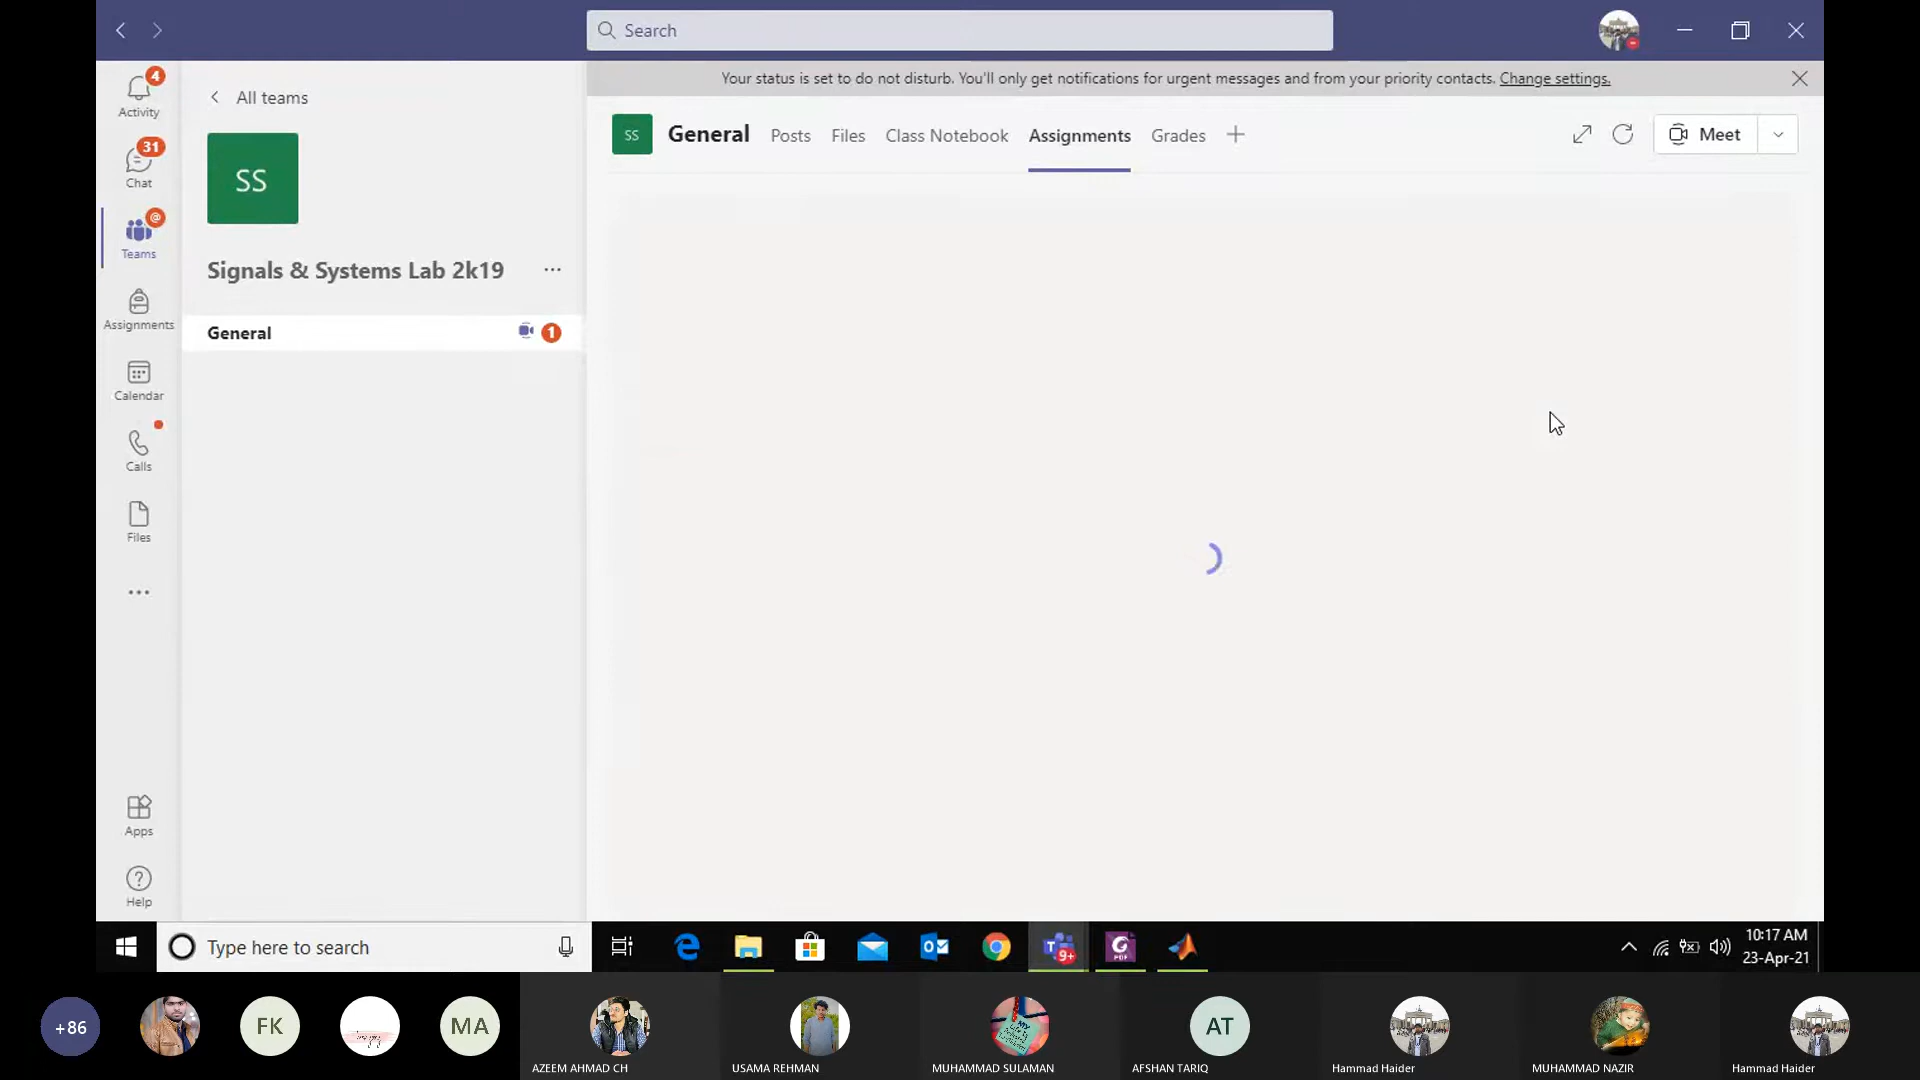 Search
Your status is set to do not disturb. You'll only get notifications for urgent messages and from your priority contacts. Change settings.
4
Activity
31
Chat
@
Teams
Assignments
Calendar
Calls
Files
Apps
Help
All teams
SS
Signals & Systems Lab 2k19
General
1
SS
General
Posts
Files
Class Notebook
Assignments
Grades
Meet
Type here to search
9+
PDF
10:17 AM
23-Apr-21
+86
FK
MA
AT
AZEEM AHMAD CH
USAMA REHMAN
MUHAMMAD SULAMAN
AFSHAN TARIQ
Hammad Haider
MUHAMMAD NAZIR
Hammad Haider